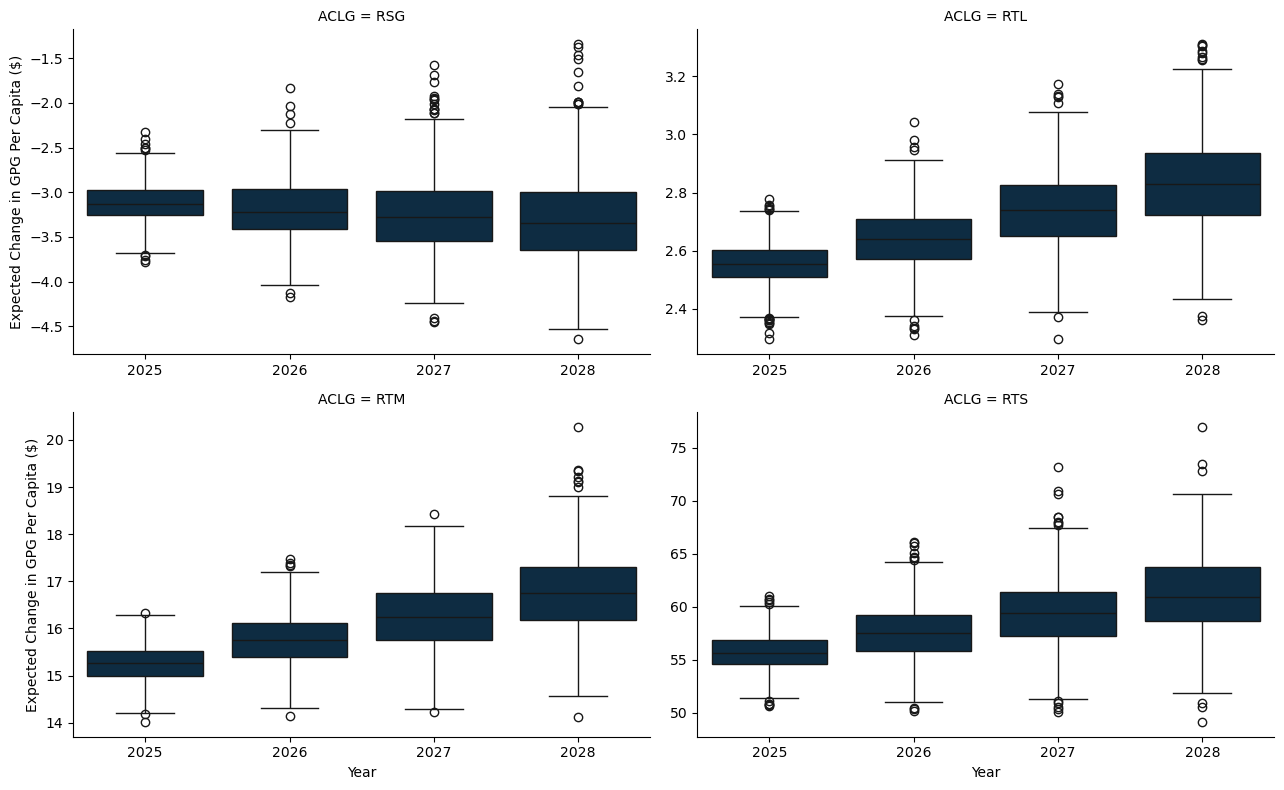 ACLG = RSG
Expected Change in GPG Per Capita ($)
−1.5
−2.0
−2.5
−3.0
−3.5
−4.0
−4.5
2025 2026 2027 2028
ACLG = RTL
3.2
3.0
2.8
2.6
2.4
2025 2026 2027 2028
ACLG = RTM
Expected Change in GPG Per Capita ($)
20
19
18
17
16
15
14
2025 2026 2027 2028
Year
ACLG = RTS
75
70
65
60
55
50
2025 2026 2027 2028
Year